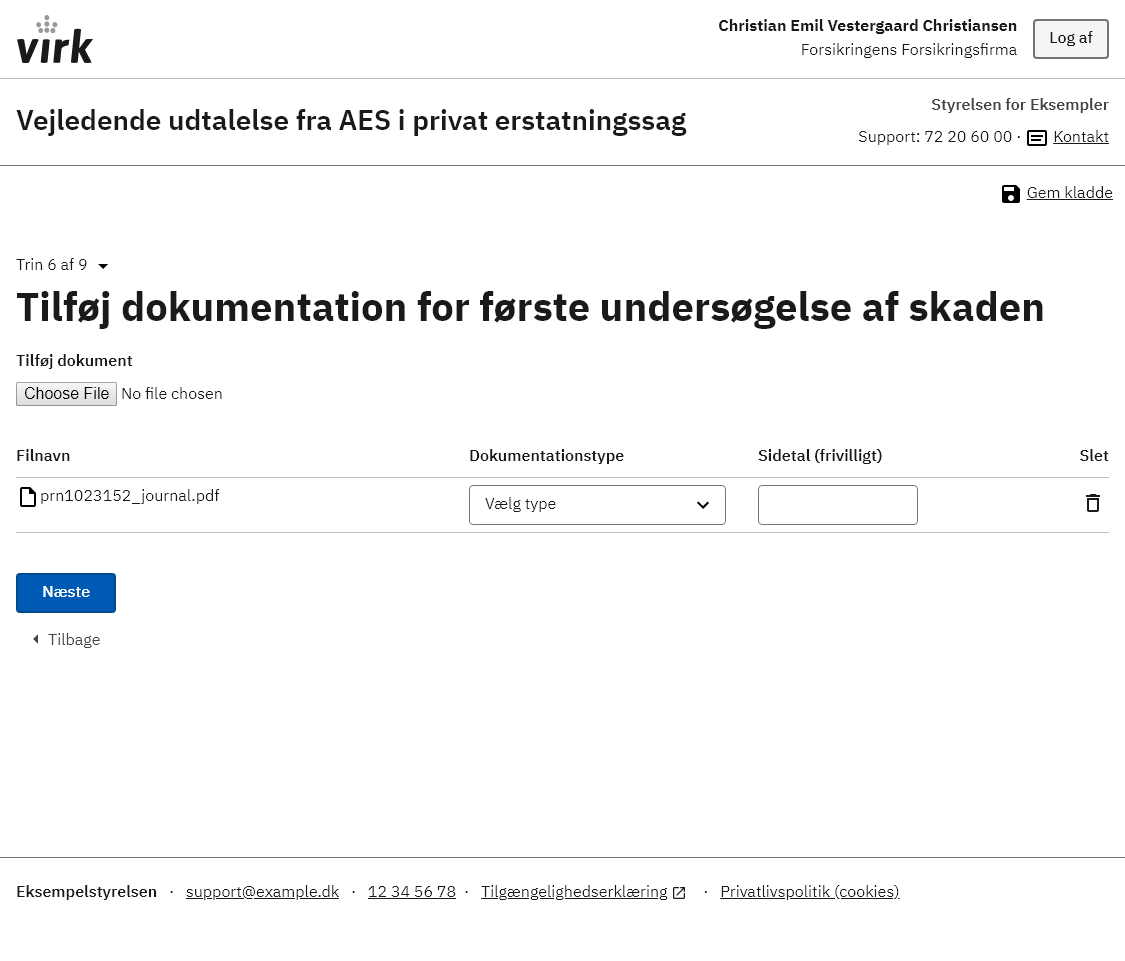 virk
Christian Emil Vestergaard Christiansen
Forsikringens Forsikringsfirma
Log af
Vejledende udtalelse fra AES i privat erstatningssag
Styrelsen for Eksempler
Support: 72 20 60 00 · Kontakt
Gem kladde
Trin 6 af 9
Tilføj dokumentation for første undersøgelse af skaden
Tilføj dokument
Choose File No file chosen
Filnavn Dokumentationstype Sidetal (frivilligt) Slet
prn1023152_journal.pdf Vælg type
Næste
Tilbage
Eksempelstyrelsen · support@example.dk · 12 34 56 78 · Tilgængelighedserklæring · Privatlivspolitik (cookies)